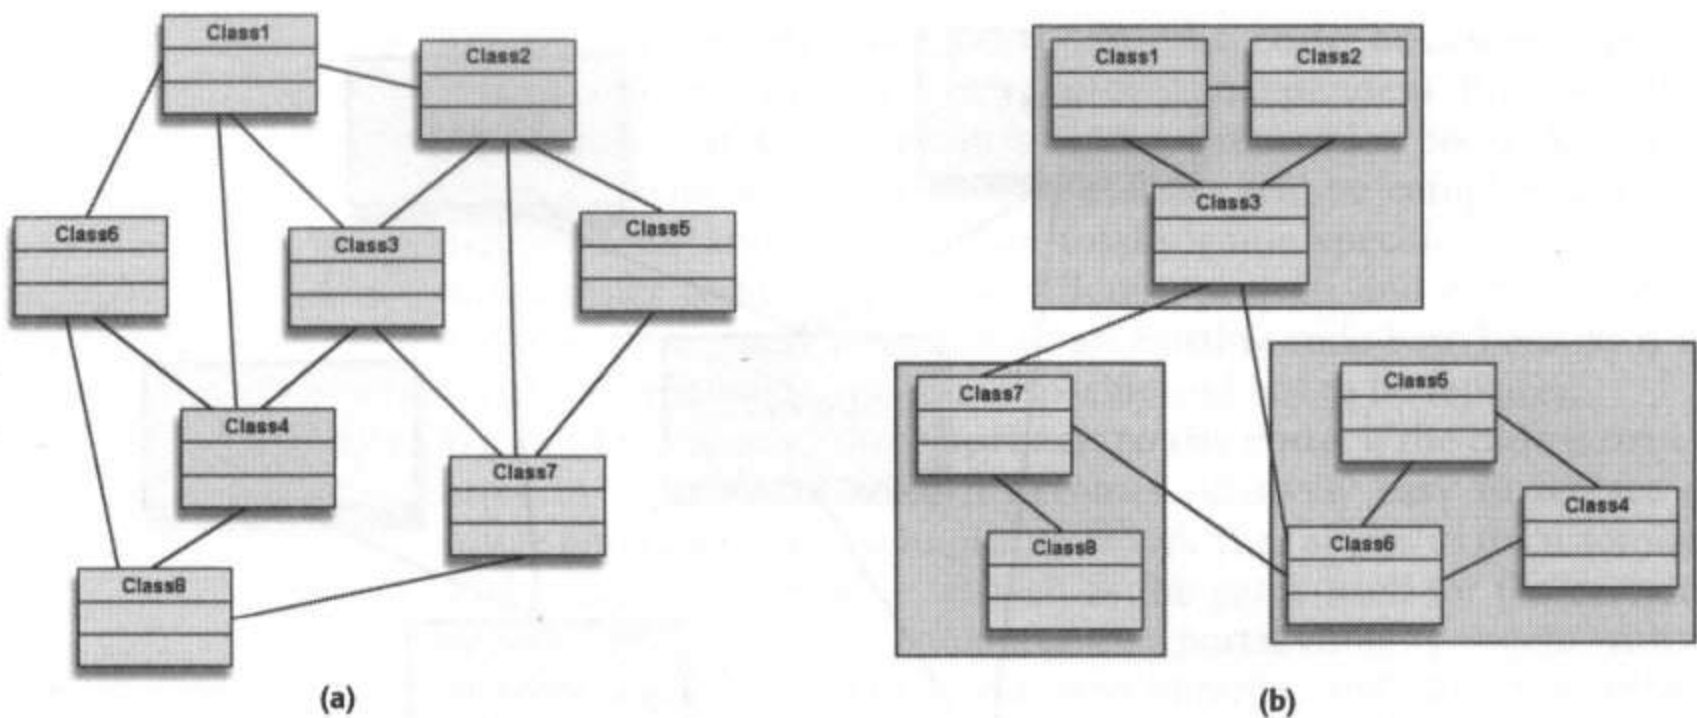 Class1
Class2
Class6
Class3
Class5
Class4
Class7
Class8
(a)
Class1
Class2
Class3
Class7
Class5
Class4
Class8
Class6
(b)